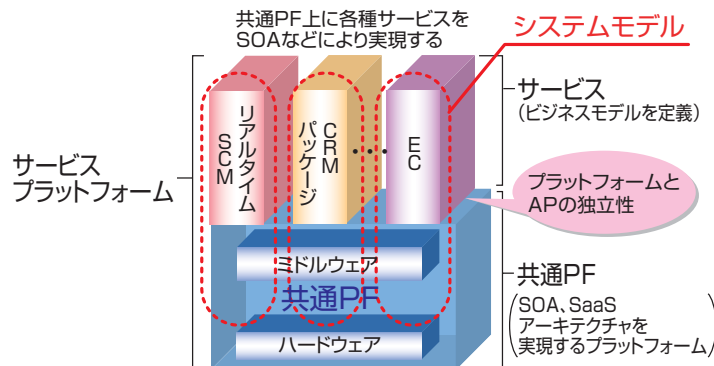 共通PF上に各種サービスを
SOAなどにより実現する
システムモデル
サービス
プラットフォーム
リアルタイム
SCM
CRM
パッケージ
・・・
EC
サービス
(ビジネスモデルを定義)
プラットフォームと
APの独立性
ミドルウェア
共通PF
ハードウェア
共通PF
(SOA、SaaS
アーキテクチャを
実現するプラットフォーム)